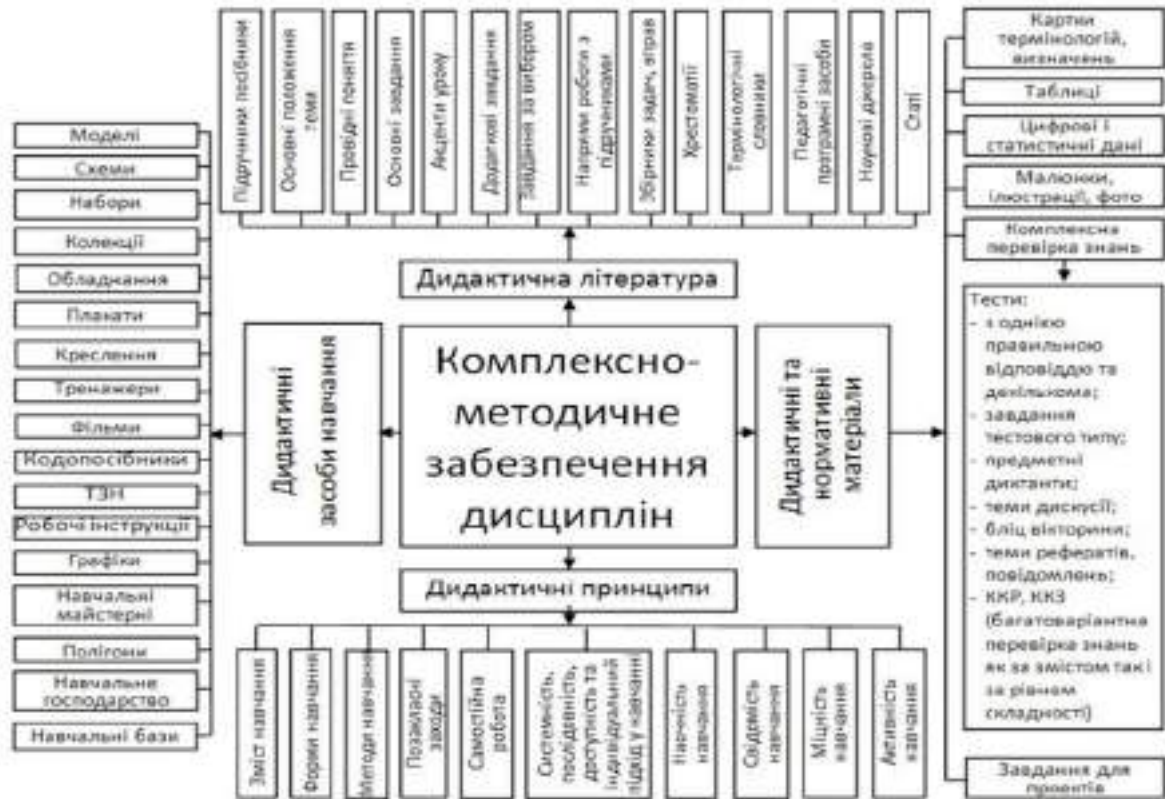 Підручники посібники
Основні положення
теми
Провідні поняття
Основні завдання
Акценти уроку
Додаткові завдання
Завдання за вибором
Напрями роботи з
підручниками
Збірники задач, вправ
Хрестоматії
Термінологічні
словники
Педагогічні
програмні засоби
Наукові джерела
Статі
Картки
термінологій,
визначень
Таблиці
Цифрові і
статистичні дані
Малюнки,
ілюстрації, фото
Комплексна
перевірка знань
Моделі
Схеми
Набори
Колекції
Обладнання
Плакати
Креслення
Тренажери
Фільми
Кодопосібники
ТЗН
Робочі інструкції
Графіки
Навчальні
майстерні
Полігони
Навчальне
господарство
Навчальні бази
Дидактична література
Дидактичні
засоби навчання
Комплексно-
методичне
забезпечення
дисциплін
Дидактичні та
нормативні
матеріали
Дидактичні принципи
Тести:
- з однією
правильною
відповіддю та
декількома;
- завдання
тестового типу;
- предметні
диктанти;
- теми дискусії;
- бліц вікторини;
- теми рефератів,
повідомлень;
- ККР, ККЗ
(багатоваріантна
перевірка знань
як за змістом так і
за рівнем
складності)
Завдання для
проектів
Зміст навчання
Форми навчання
Методи навчання
Позакласні
заходи
Самостійна
робота
Системність,
послідовність,
доступність та
індивідуальний
підхід у навчанні
Наочність
навчання
Свідомість
навчання
Міцність
навчання
Активність
навчання